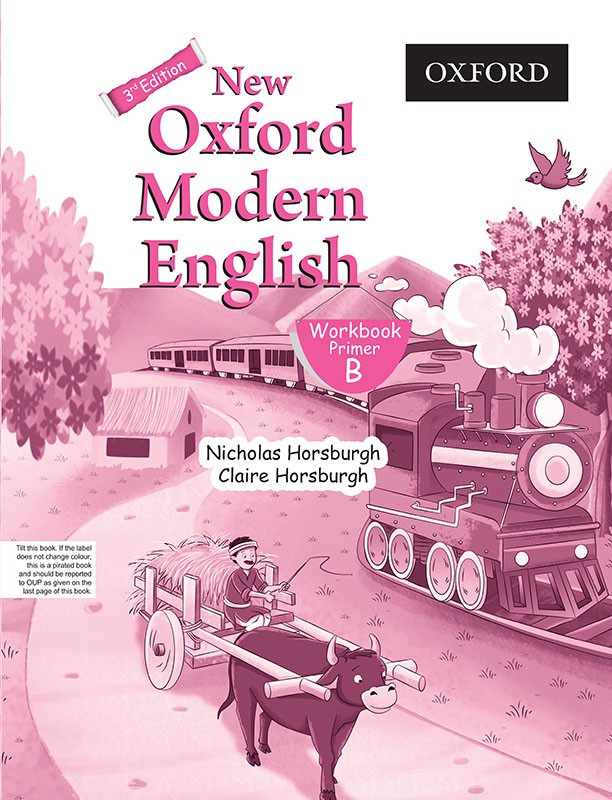 3rd Edition
OXFORD
New
Oxford
Modern
English
Workbook
Primer
B
Nicholas Horsburgh
Claire Horsburgh
Tilt this book. If the label
does not change colour,
this is a pirated book
and should be reported
to OUP as given on the
last page of this book.